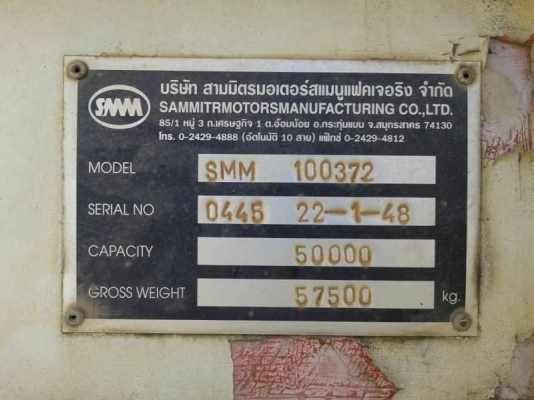 SMM
บริษัท สามมิตรมอเตอร์สแมนูแฟคเจอริง จำกัด
SAMMITRMOTORSMANUFACTURING CO.,LTD.
85/1 หมู่ 3 ถ.เศรษฐกิจ 1 ต.อ้อมน้อย อ.กระทุ่มแบน จ.สมุทรสาคร 74130
โทร. 0-2429-4888 (อัตโนมัติ 10 สาย) แฟ็กซ์ 0-2429-4812
MODEL SMM 100372
SERIAL NO 0445 22-1-48
CAPACITY 50000
GROSS WEIGHT 57500 kg.